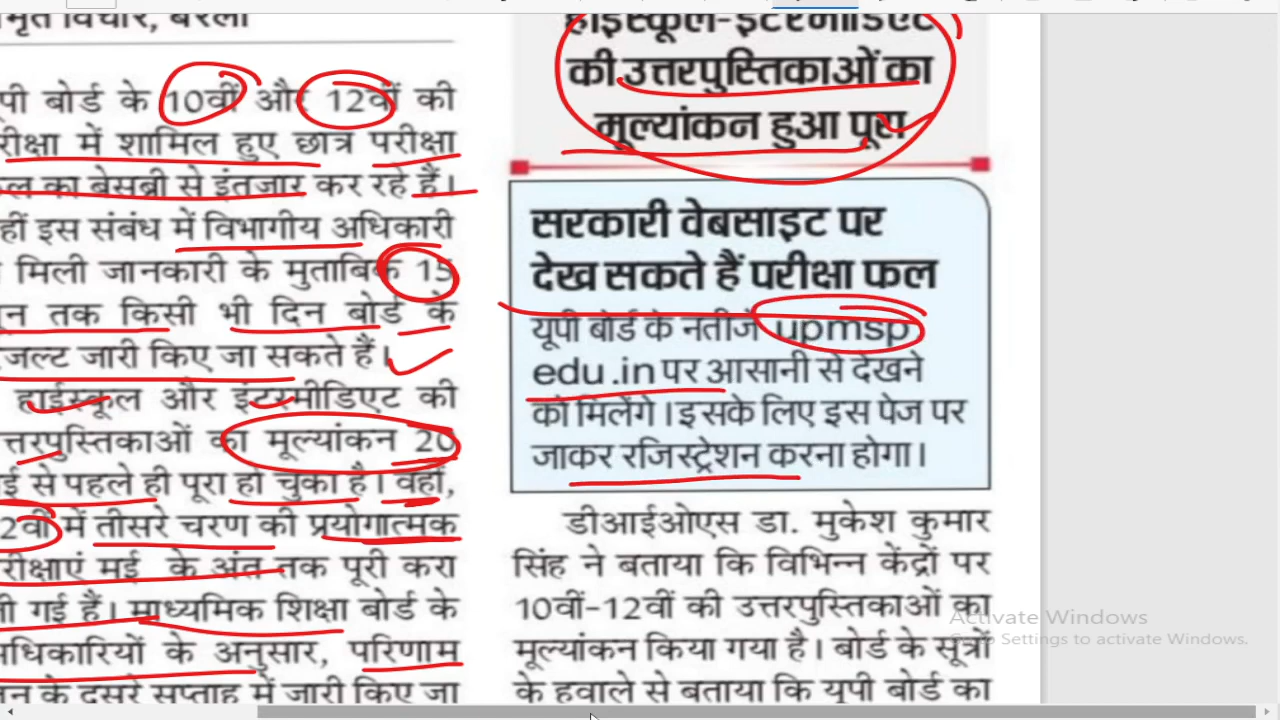 विचार, बरेली
बोर्ड के 10वीं और 12वीं की
में शामिल हुए छात्र परीक्षा
का बेसब्री से इंतजार कर रहे हैं।
इस संबंध में विभागीय अधिकारी
मिली जानकारी के मुताबिक 15
तक किसी भी दिन बोर्ड के
जारी किए जा सकते हैं।
हाईस्कूल और इंटरमीडिएट की
का मूल्यांकन 20
से पहले ही पूरा हो चुका है। वहीं,
में तीसरे चरण की प्रयोगात्मक
मई के अंत तक पूरी करा
गई हैं। माध्यमिक शिक्षा बोर्ड के
के अनुसार, परिणाम
के दूसरे सप्ताह में जारी किए जा
हाईस्कूल-इंटरमीडिएट
की उत्तरपुस्तिकाओं का
मूल्यांकन हुआ पूरा
सरकारी वेबसाइट पर
देख सकते हैं परीक्षा फल
यूपी बोर्ड के नतीजे upmsp
edu.in पर आसानी से देखने
को मिलेंगे। इसके लिए इस पेज पर
जाकर रजिस्ट्रेशन करना होगा।
डीआईओएस डा. मुकेश कुमार
सिंह ने बताया कि विभिन्न केंद्रों पर
10वीं-12वीं की उत्तरपुस्तिकाओं का
मूल्यांकन किया गया है। बोर्ड के सूत्रों
के हवाले से बताया कि यूपी बोर्ड का
Activate Windows
Go to Settings to activate Windows.